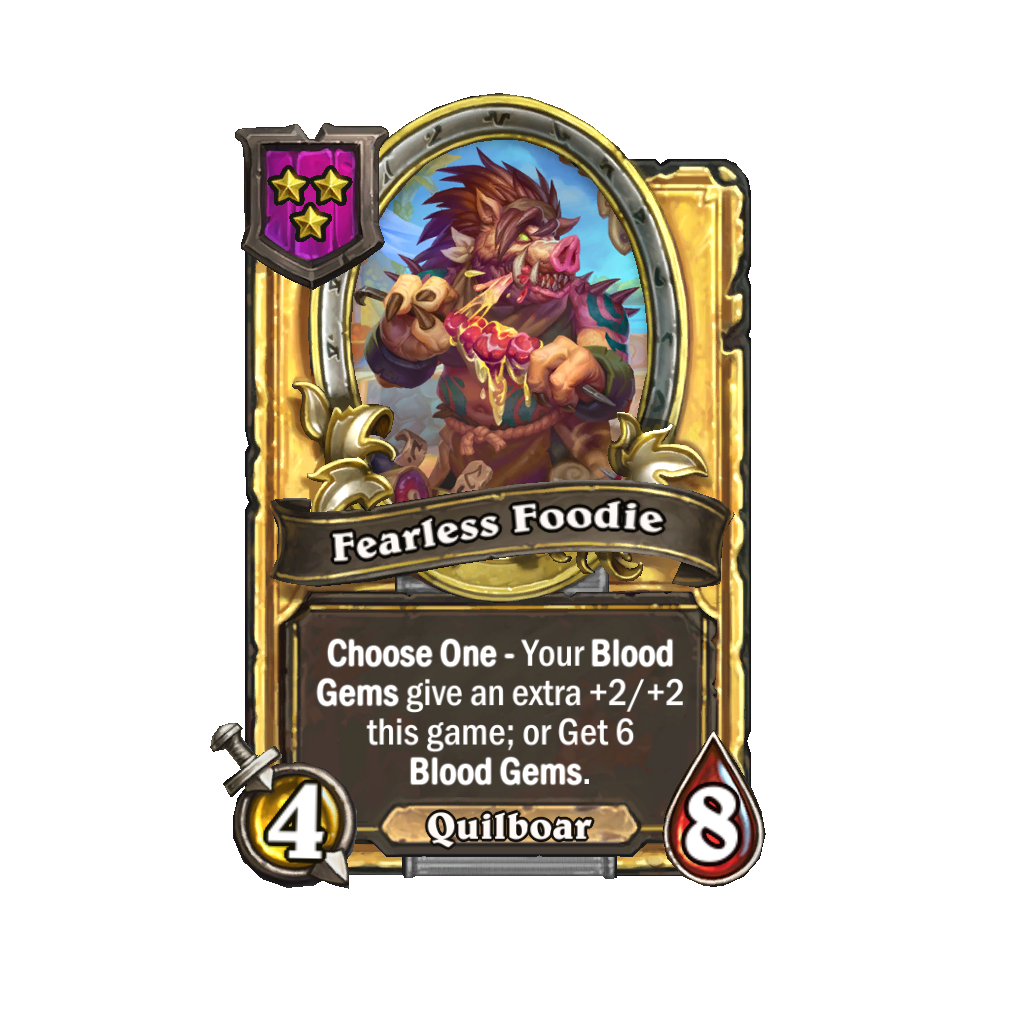 Fearless Foodie
Choose One - Your Blood
Gems give an extra +2/+2
this game; or Get 6
Blood Gems.
4
Quilboar
8